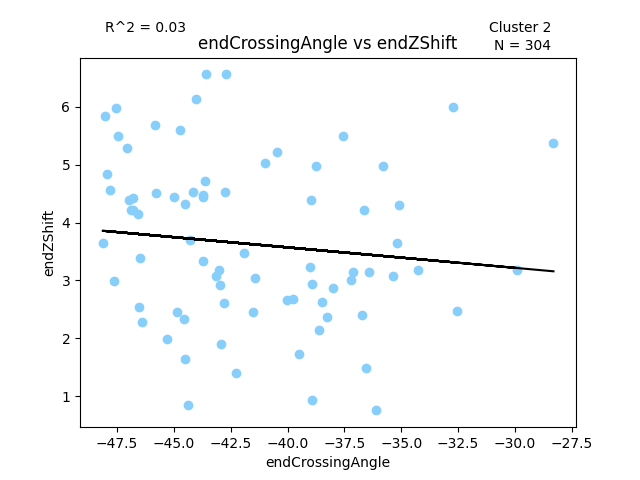 R^2 = 0.03
Cluster 2
endCrossingAngle vs endZShift
N = 304
6
5
4
3
2
1
endZShift
−47.5 −45.0 −42.5 −40.0 −37.5 −35.0 −32.5 −30.0 −27.5
endCrossingAngle